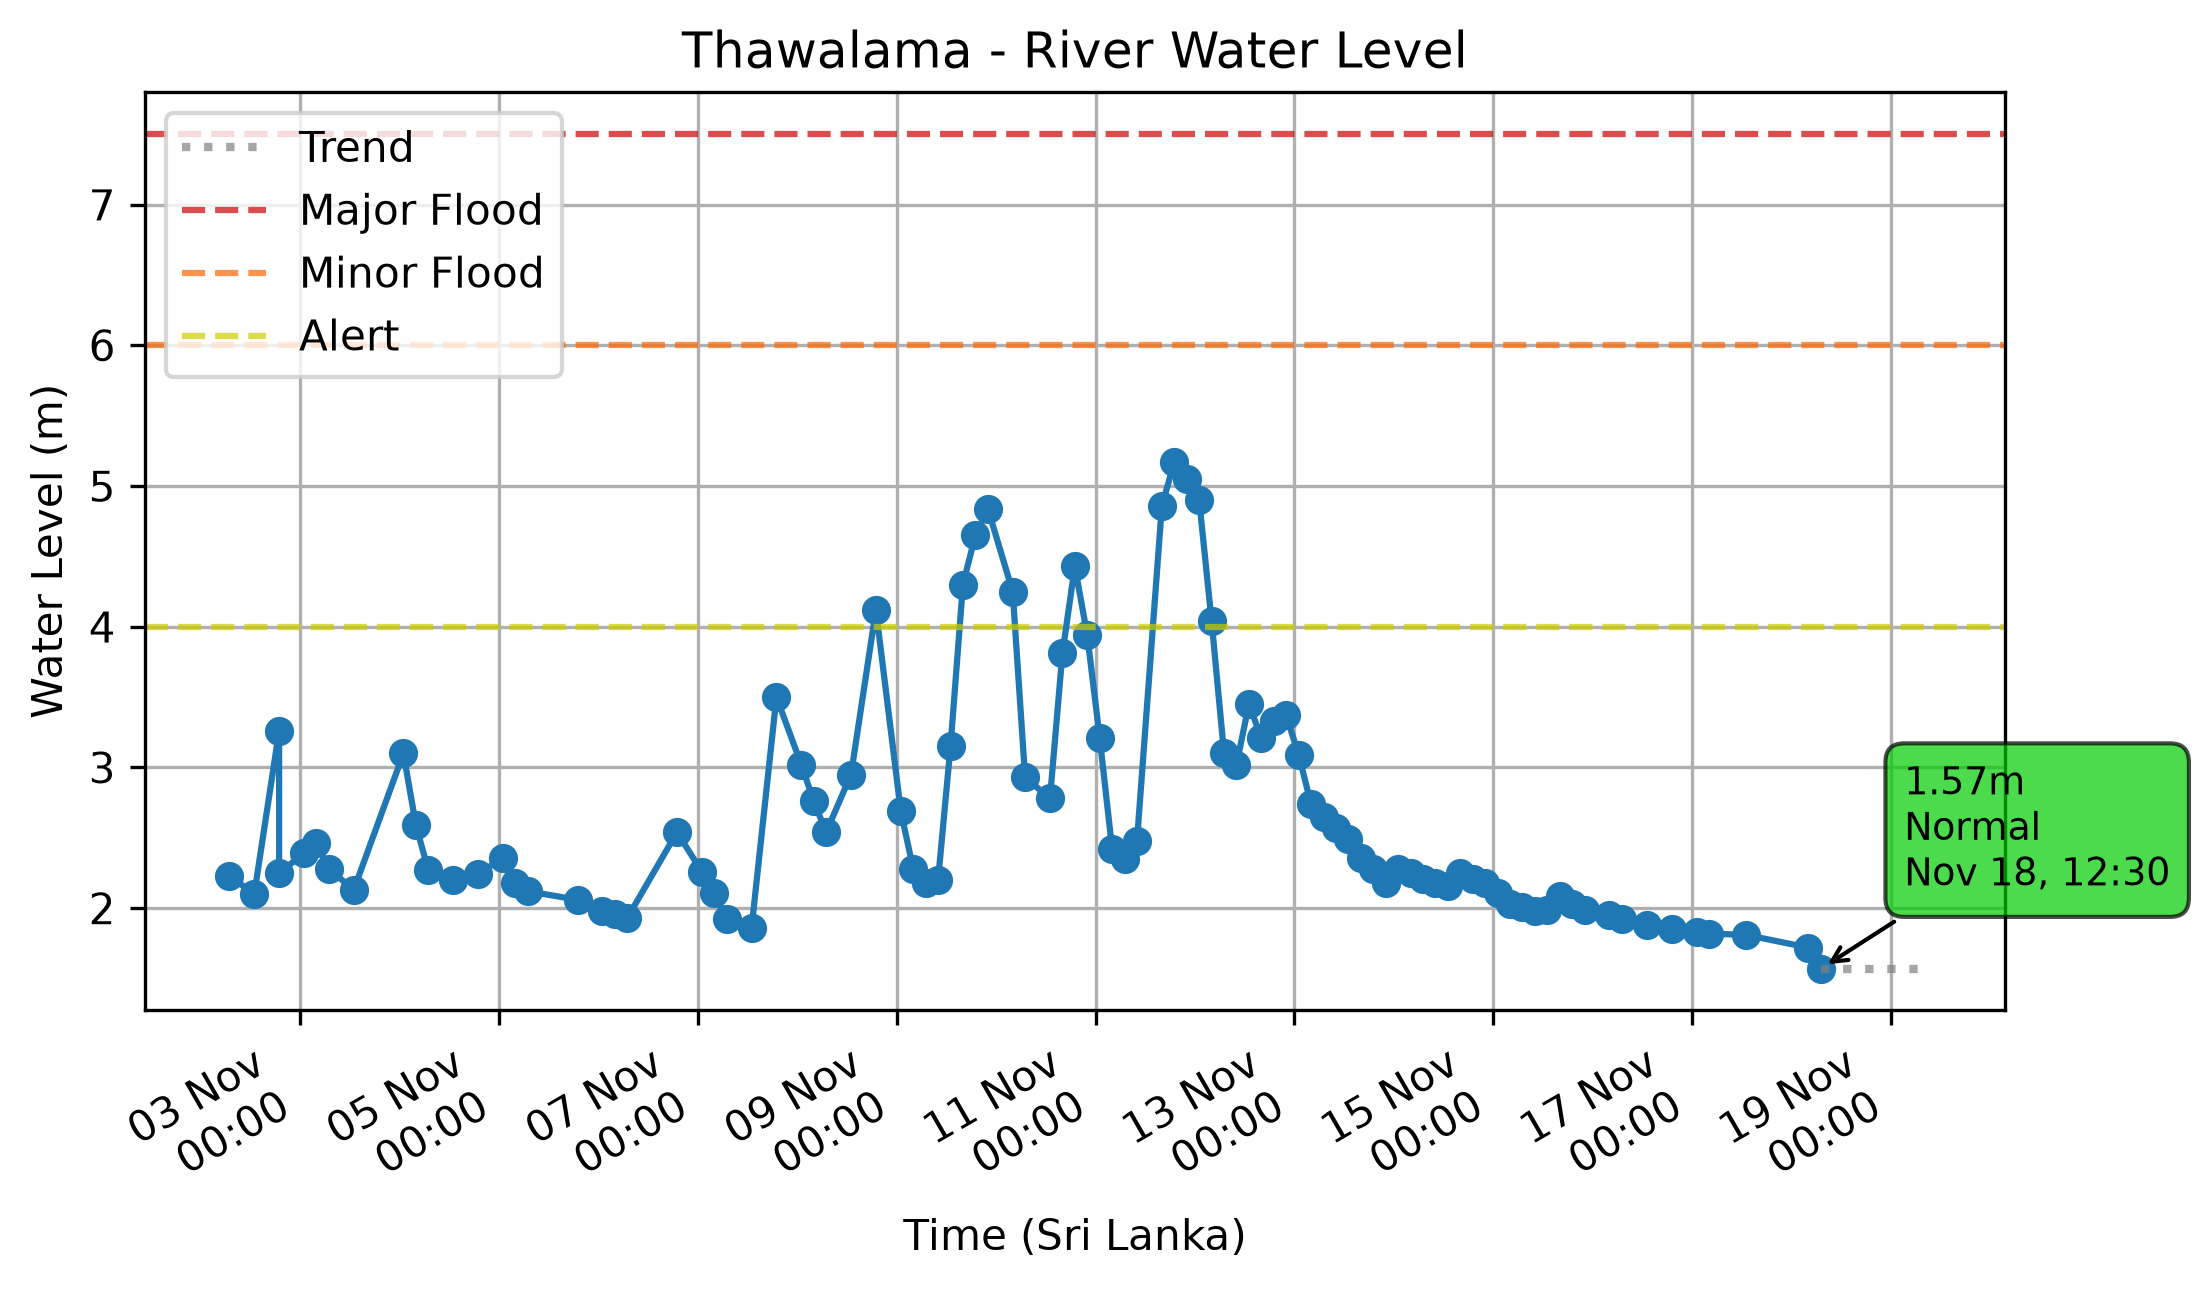 Thawalama - River Water Level
Trend
Major Flood
Minor Flood
Alert
Water Level (m)
7
6
5
4
3
2
1.57m
Normal
Nov 18, 12:30
03 Nov
00:00
05 Nov
00:00
07 Nov
00:00
09 Nov
00:00
11 Nov
00:00
13 Nov
00:00
15 Nov
00:00
17 Nov
00:00
19 Nov
00:00
Time (Sri Lanka)